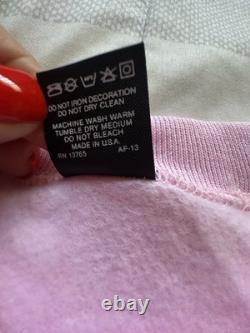 DO NOT IRON DECORATION
DO NOT DRY CLEAN
MACHINE WASH WARM
TUMBLE DRY MEDIUM
DO NOT BLEACH
MADE IN U.S.A.
RN 13765 AF-13